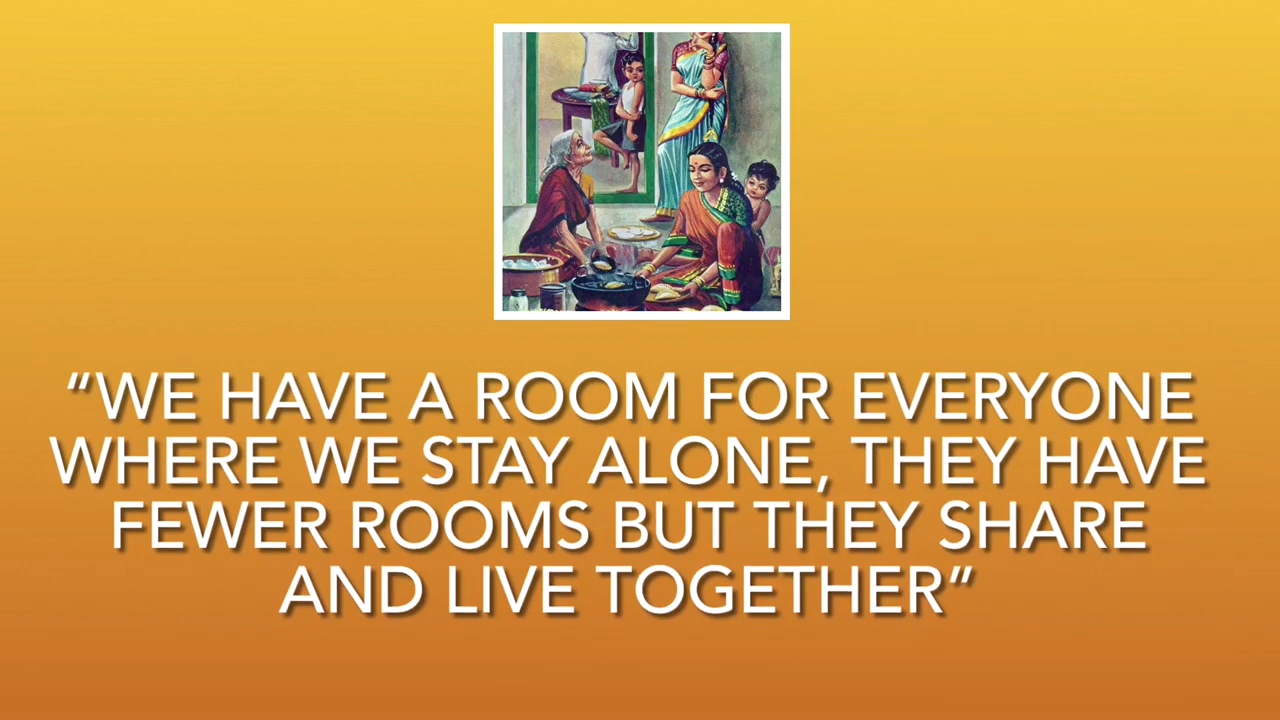 “WE HAVE A ROOM FOR EVERYONE
WHERE WE STAY ALONE, THEY HAVE
FEWER ROOMS BUT THEY SHARE
AND LIVE TOGETHER”